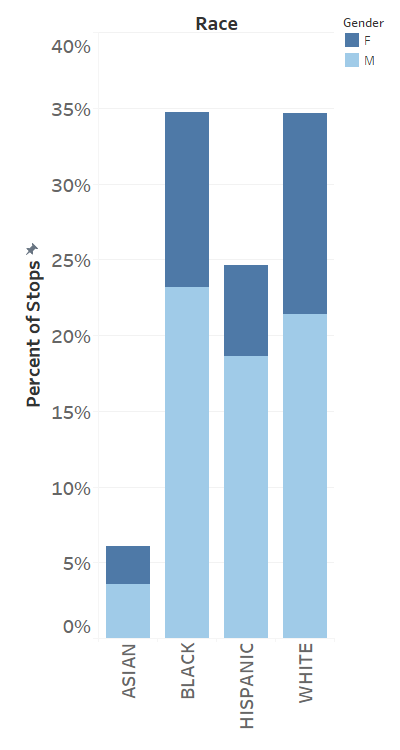 Race
Gender
F
M
Percent of Stops
40%
35%
30%
25%
20%
15%
10%
5%
0%
ASIAN
BLACK
HISPANIC
WHITE